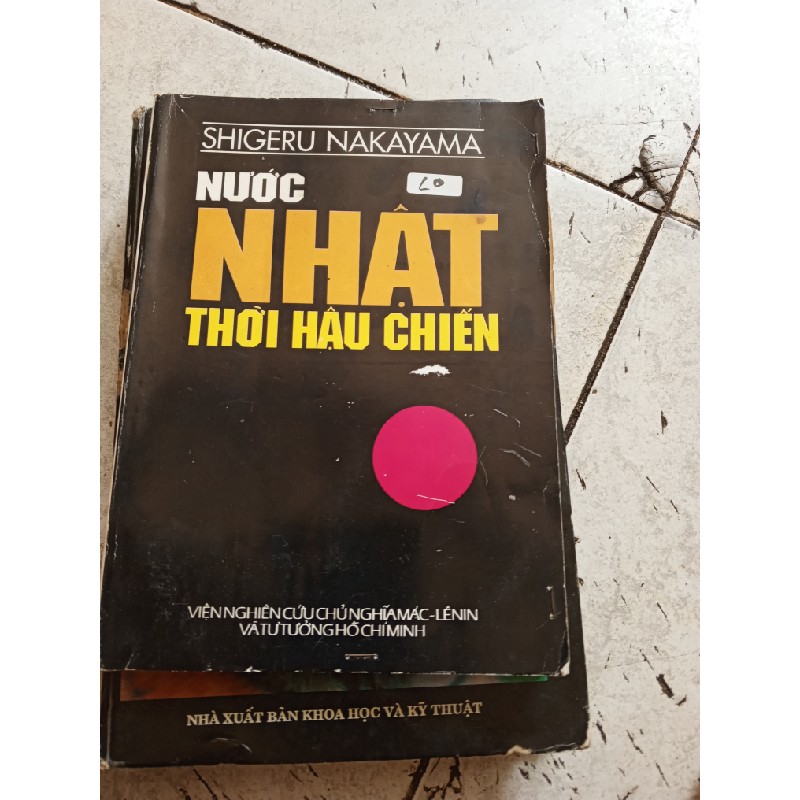 SHIGERU NAKAYAMA
NƯỚC
NHẬT
THỜI HẬU CHIẾN
VIỆN NGHIÊN CỨU CHỦ NGHĨA MÁC-LÊNIN
VÀ TƯ TƯỞNG HỒ CHÍ MINH
NHÀ XUẤT BẢN KHOA HỌC VÀ KỸ THUẬT